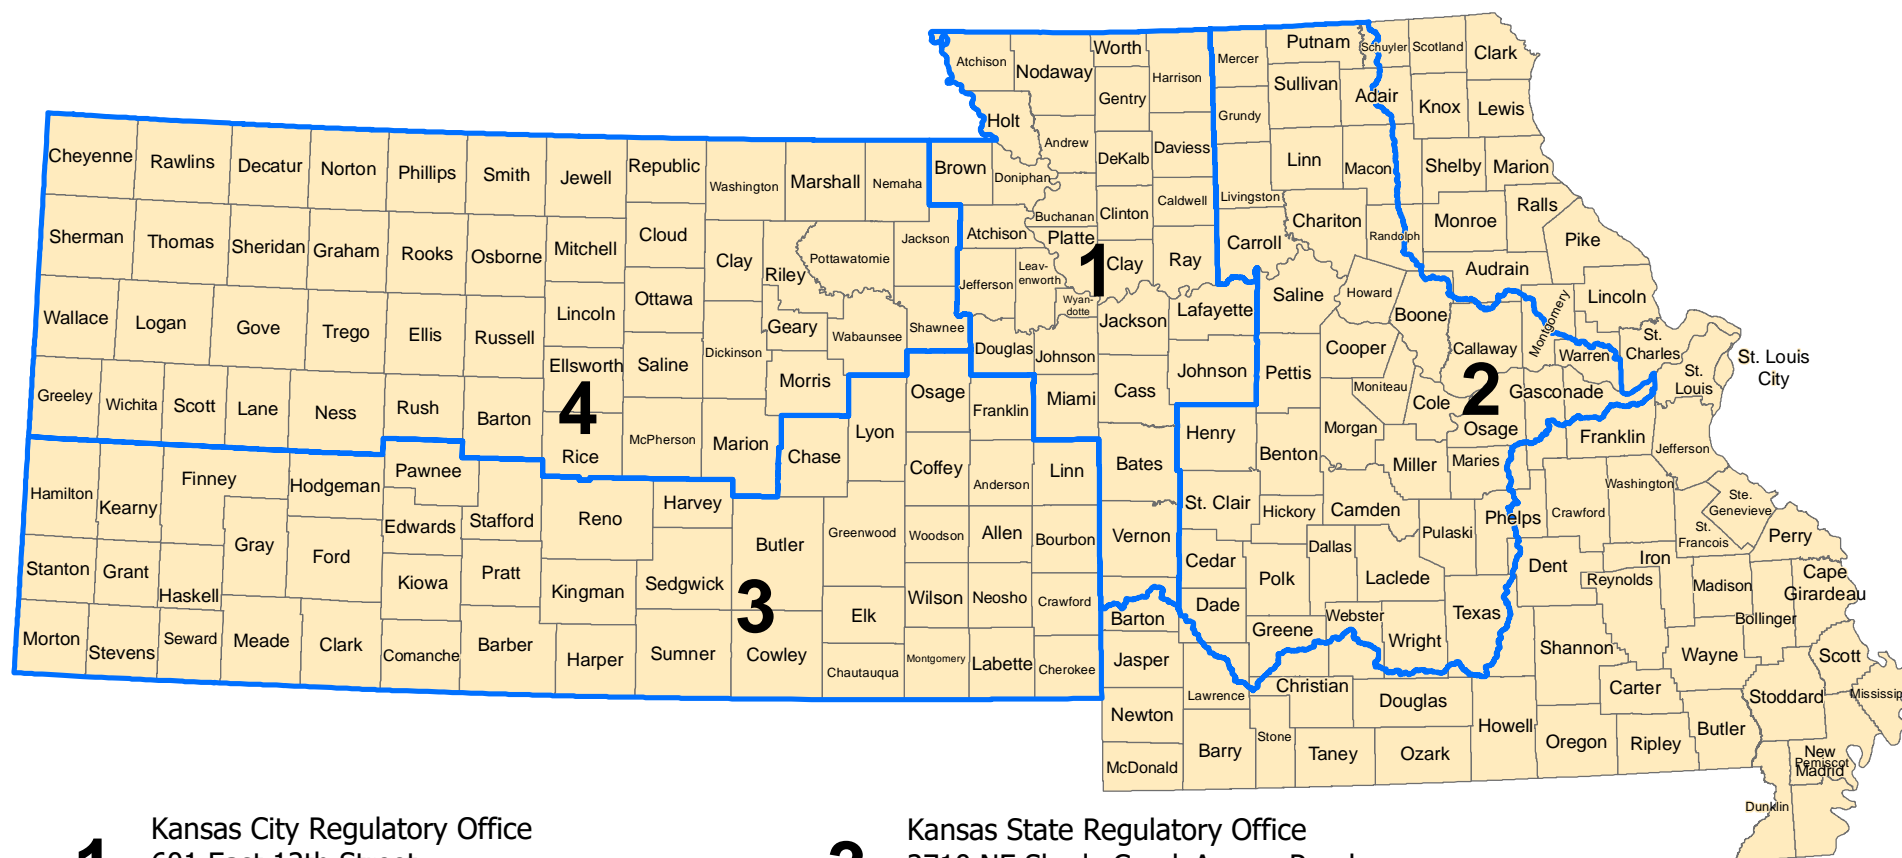 Worth
Putnam
Schuyler
Scotland
Clark
Atchison
Nodaway
Harrison
Mercer
Sullivan
Gentry
Adair
Knox
Lewis
Holt
Grundy
Andrew
DeKalb
Daviess
Linn
Macon
Shelby
Marion
Cheyenne
Rawlins
Decatur
Norton
Phillips
Smith
Jewell
Republic
Washington
Marshall
Nemaha
Brown
Doniphan
Buchanan
Clinton
Caldwell
Livingston
Chariton
Randolph
Monroe
Ralls
Pike
Sherman
Thomas
Sheridan
Graham
Rooks
Osborne
Mitchell
Cloud
Clay
Riley
Pottawatomie
Jackson
Atchison
Platte
1
Clay
Ray
Carroll
Audrain
Jefferson
Leav-
enworth
Wyan-
dotte
Saline
Howard
Boone
Montgomery
Lincoln
Wallace
Logan
Gove
Trego
Ellis
Russell
Lincoln
Ottawa
Dickinson
Geary
Wabaunsee
Shawnee
Douglas
Johnson
Jackson
Lafayette
Cooper
Callaway
Warren
St.
Charles
St.
Louis
St. Louis
City
Ellsworth
Saline
Morris
Osage
Franklin
Miami
Cass
Johnson
Pettis
Moniteau
Cole
2
Osage
Gasconade
Franklin
Jefferson
Greeley
Wichita
Scott
Lane
Ness
Rush
Barton
4
Rice
McPherson
Marion
Chase
Lyon
Coffey
Anderson
Linn
Bates
Henry
Benton
Morgan
Miller
Maries
Hamilton
Kearny
Finney
Hodgeman
Pawnee
Edwards
Stafford
Reno
Harvey
Butler
Greenwood
Woodson
Allen
Bourbon
Vernon
St. Clair
Hickory
Camden
Pulaski
Phelps
Crawford
Washington
St.
Francois
Ste.
Genevieve
Perry
Stanton
Grant
Haskell
Gray
Ford
Kiowa
Pratt
Kingman
Sedgwick
3
Elk
Wilson
Neosho
Crawford
Cedar
Polk
Dallas
Laclede
Texas
Dent
Iron
Reynolds
Madison
Bollinger
Cape
Girardeau
Morton
Stevens
Seward
Meade
Clark
Comanche
Barber
Harper
Sumner
Cowley
Chautauqua
Montgomery
Labette
Cherokee
Barton
Dade
Greene
Webster
Wright
Shannon
Wayne
Scott
Jasper
Lawrence
Christian
Douglas
Howell
Carter
Stoddard
Newton
Barry
Stone
Taney
Ozark
Oregon
Ripley
Butler
New
Madrid
Pemiscot
McDonald
Dunklin
Kansas City Regulatory Office
Kansas State Regulatory Office